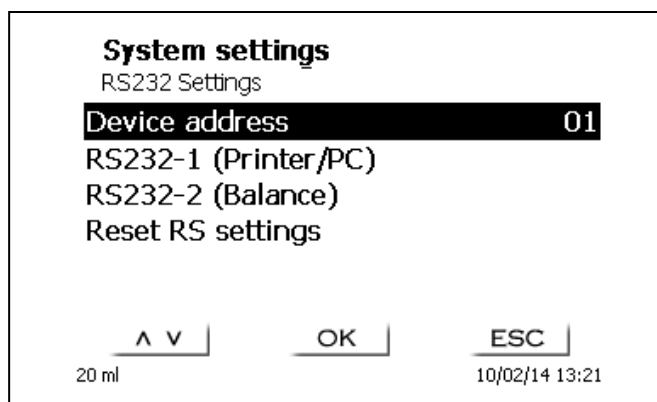 System settings
RS232 Settings
Device address 01
RS232-1 (Printer/PC)
RS232-2 (Balance)
Reset RS settings
∧ ∨ OK ESC
20 ml 10/02/14 13:21